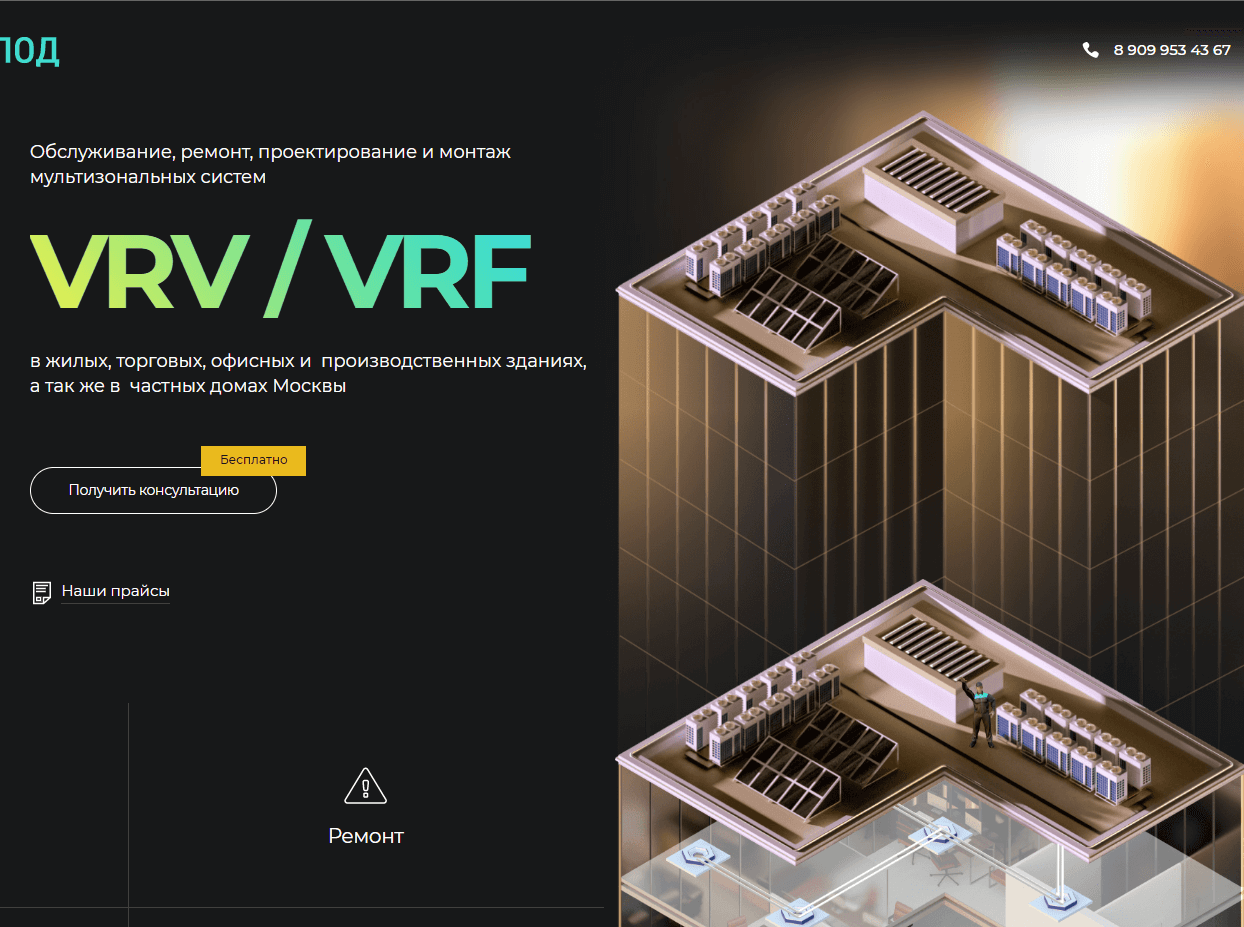 ЛОД
8 909 953 43 67
Обслуживание, ремонт, проектирование и монтаж
мультизональных систем
VRV / VRF
в жилых, торговых, офисных и производственных зданиях,
а так же в частных домах Москвы
Бесплатно
Получить консультацию
Наши прайсы
Ремонт